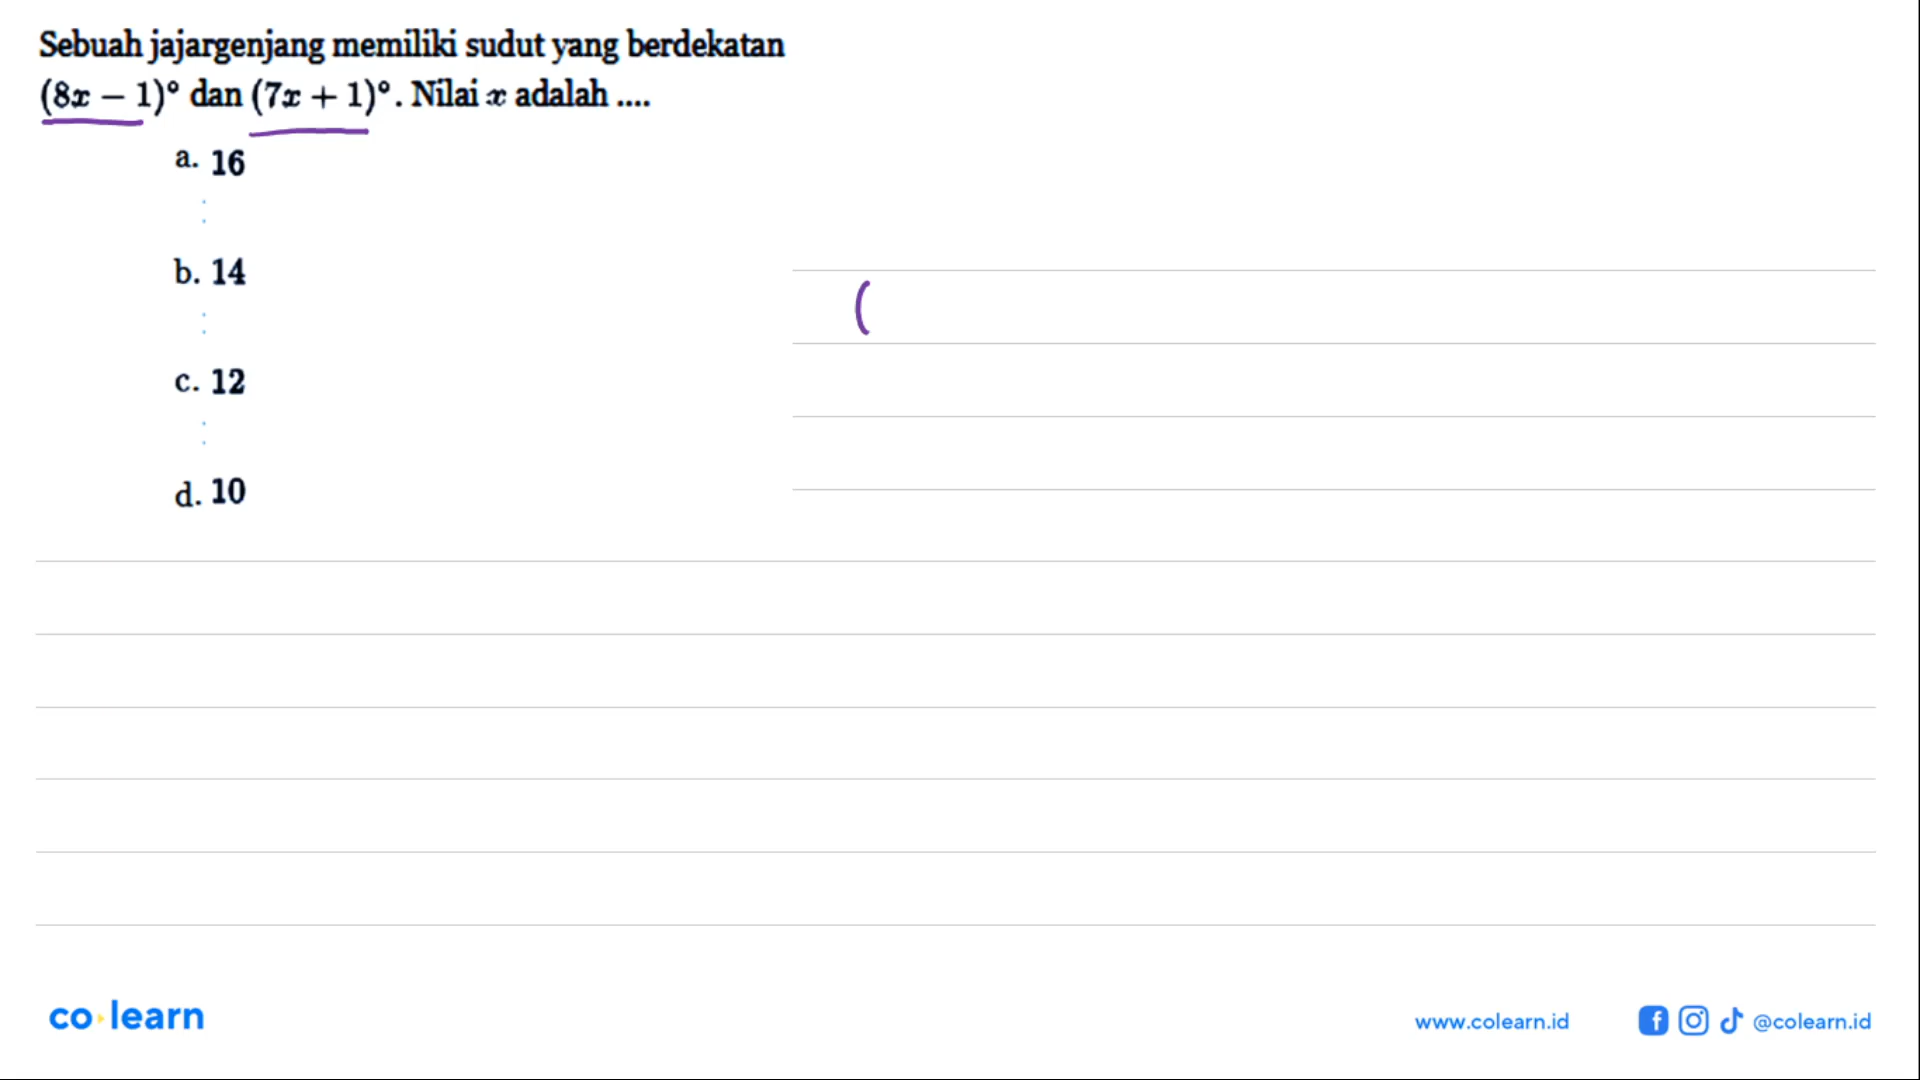 Sebuah jajargenjang memiliki sudut yang berdekatan
(8x − 1)° dan (7x + 1)°. Nilai x adalah ....
a. 16
b. 14
c. 12
d. 10
(
co learn
www.colearn.id
@colearn.id